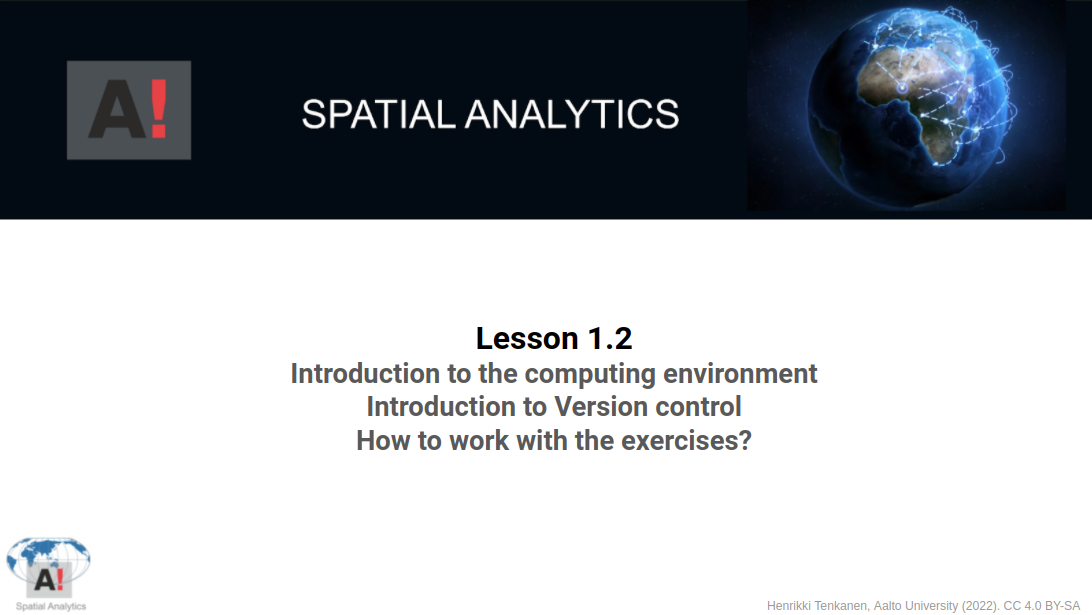 A!
SPATIAL ANALYTICS
Lesson 1.2
Introduction to the computing environment
Introduction to Version control
How to work with the exercises?
A!
Spatial Analytics
Henrikki Tenkanen, Aalto University (2022). CC 4.0 BY-SA